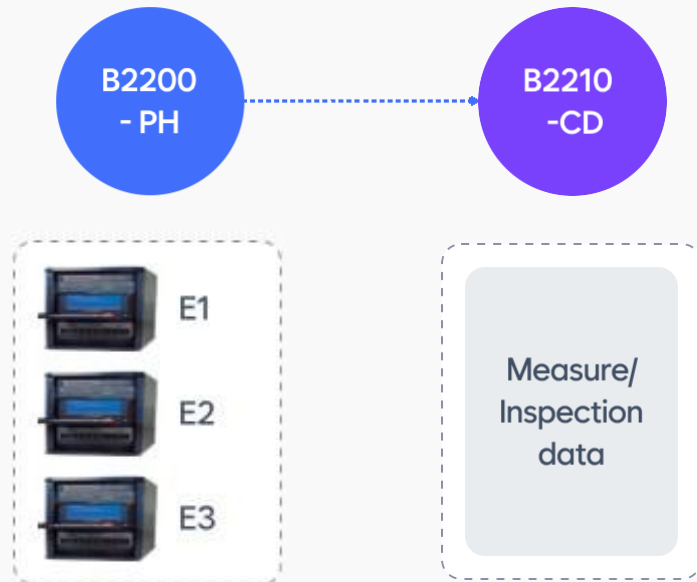 B2200
- PH
B2210
-CD
E1
E2
E3
Measure/
Inspection
data